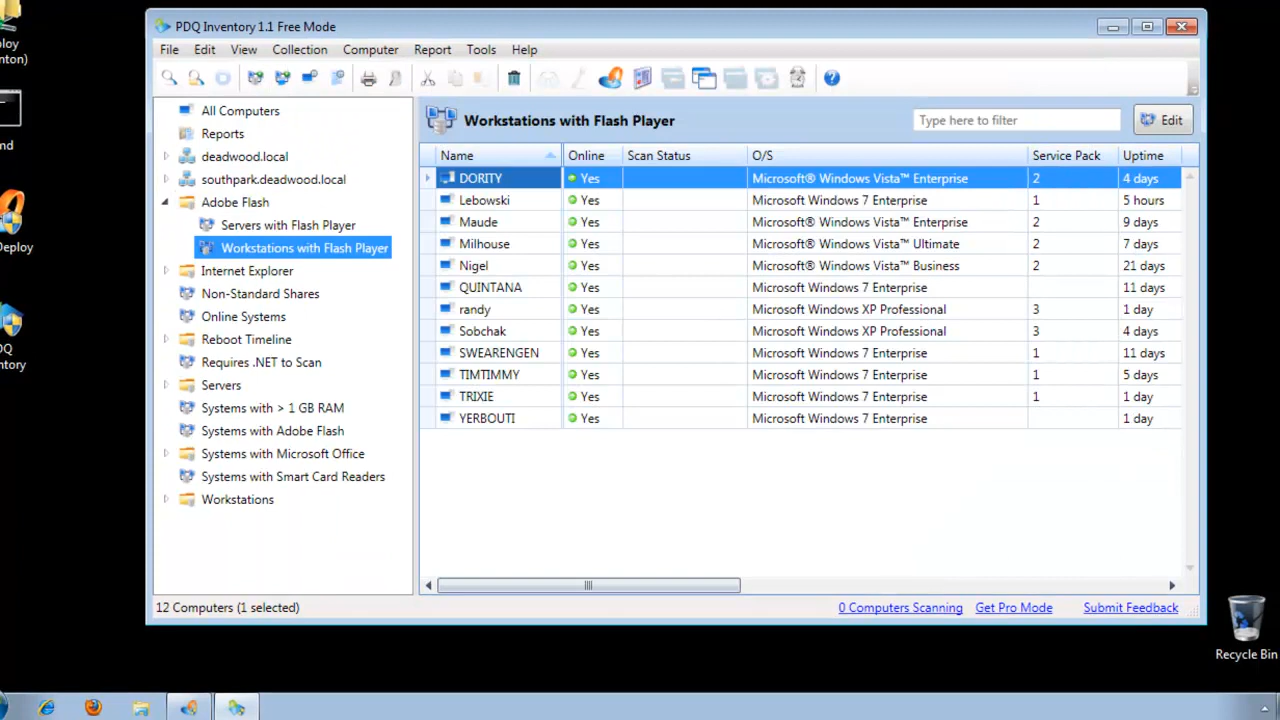 PDQ Inventory 1.1 Free Mode
File Edit View Collection Computer Report Tools Help
All Computers
Reports
deadwood.local
southpark.deadwood.local
Adobe Flash
Servers with Flash Player
Workstations with Flash Player
Internet Explorer
Non-Standard Shares
Online Systems
Reboot Timeline
Requires .NET to Scan
Servers
Systems with > 1 GB RAM
Systems with Adobe Flash
Systems with Microsoft Office
Systems with Smart Card Readers
Workstations
Workstations with Flash Player Type here to filter Edit
Name Online Scan Status O/S Service Pack Uptime
DORITY Yes Microsoft® Windows Vista™ Enterprise 2 4 days
Lebowski Yes Microsoft Windows 7 Enterprise 1 5 hours
Maude Yes Microsoft® Windows Vista™ Enterprise 2 9 days
Milhouse Yes Microsoft® Windows Vista™ Ultimate 2 7 days
Nigel Yes Microsoft® Windows Vista™ Business 2 21 days
QUINTANA Yes Microsoft Windows 7 Enterprise 11 days
randy Yes Microsoft Windows XP Professional 3 1 day
Sobchak Yes Microsoft Windows XP Professional 3 4 days
SWEARENGEN Yes Microsoft Windows 7 Enterprise 1 11 days
TIMTIMMY Yes Microsoft Windows 7 Enterprise 1 5 days
TRIXIE Yes Microsoft Windows 7 Enterprise 1 1 day
YERBOUTI Yes Microsoft Windows 7 Enterprise 1 day
12 Computers (1 selected) 0 Computers Scanning Get Pro Mode Submit Feedback
ploy
nton)
nd
Deploy
DQ
entory
Recycle Bin